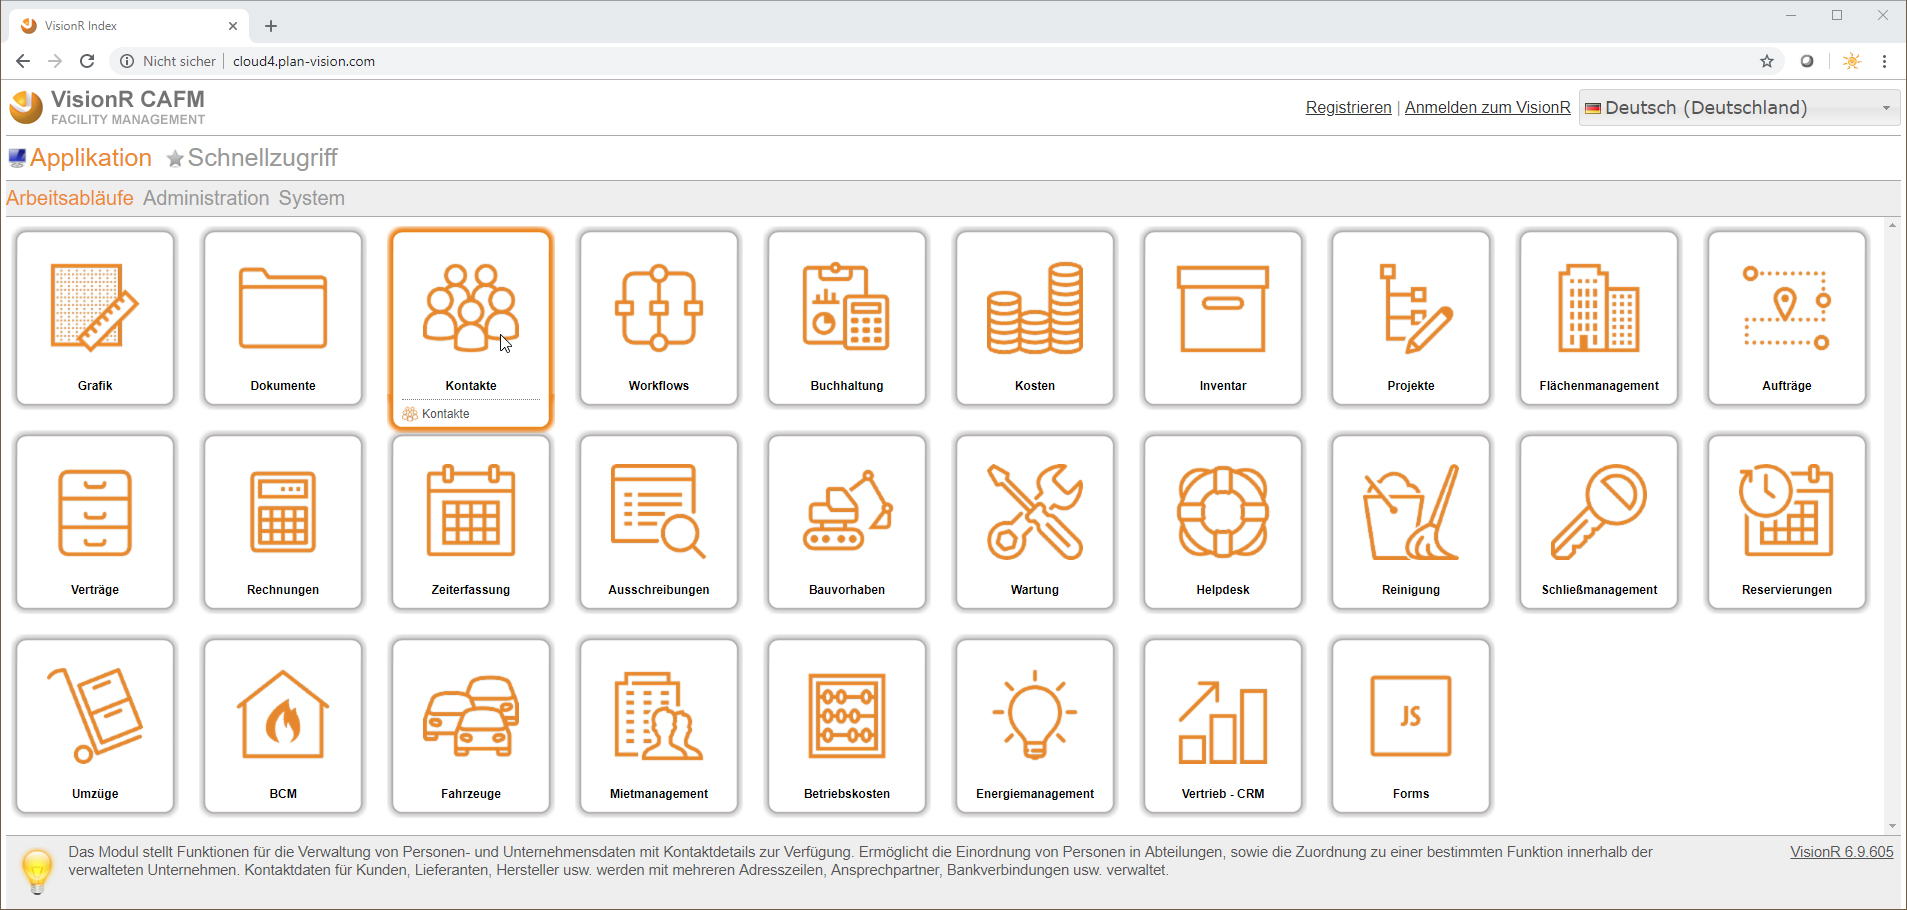 VisionR Index
Nicht sicher
cloud4.plan-vision.com
VisionR CAFM
FACILITY MANAGEMENT
Registrieren | Anmelden zum VisionR
Deutsch (Deutschland)
Applikation Schnellzugriff
Arbeitsabläufe Administration System
Grafik
Dokumente
Kontakte
Kontakte
Workflows
Buchhaltung
Kosten
Inventar
Projekte
Flächenmanagement
Aufträge
Verträge
Rechnungen
Zeiterfassung
Ausschreibungen
Bauvorhaben
Wartung
Helpdesk
Reinigung
Schließmanagement
Reservierungen
Umzüge
BCM
Fahrzeuge
Mietmanagement
Betriebskosten
Energiemanagement
Vertrieb - CRM
JS
Forms
Das Modul stellt Funktionen für die Verwaltung von Personen- und Unternehmensdaten mit Kontaktdetails zur Verfügung. Ermöglicht die Einordnung von Personen in Abteilungen, sowie die Zuordnung zu einer bestimmten Funktion innerhalb der
verwalteten Unternehmen. Kontaktdaten für Kunden, Lieferanten, Hersteller usw. werden mit mehreren Adresszeilen, Ansprechpartner, Bankverbindungen usw. verwaltet.
VisionR 6.9.605